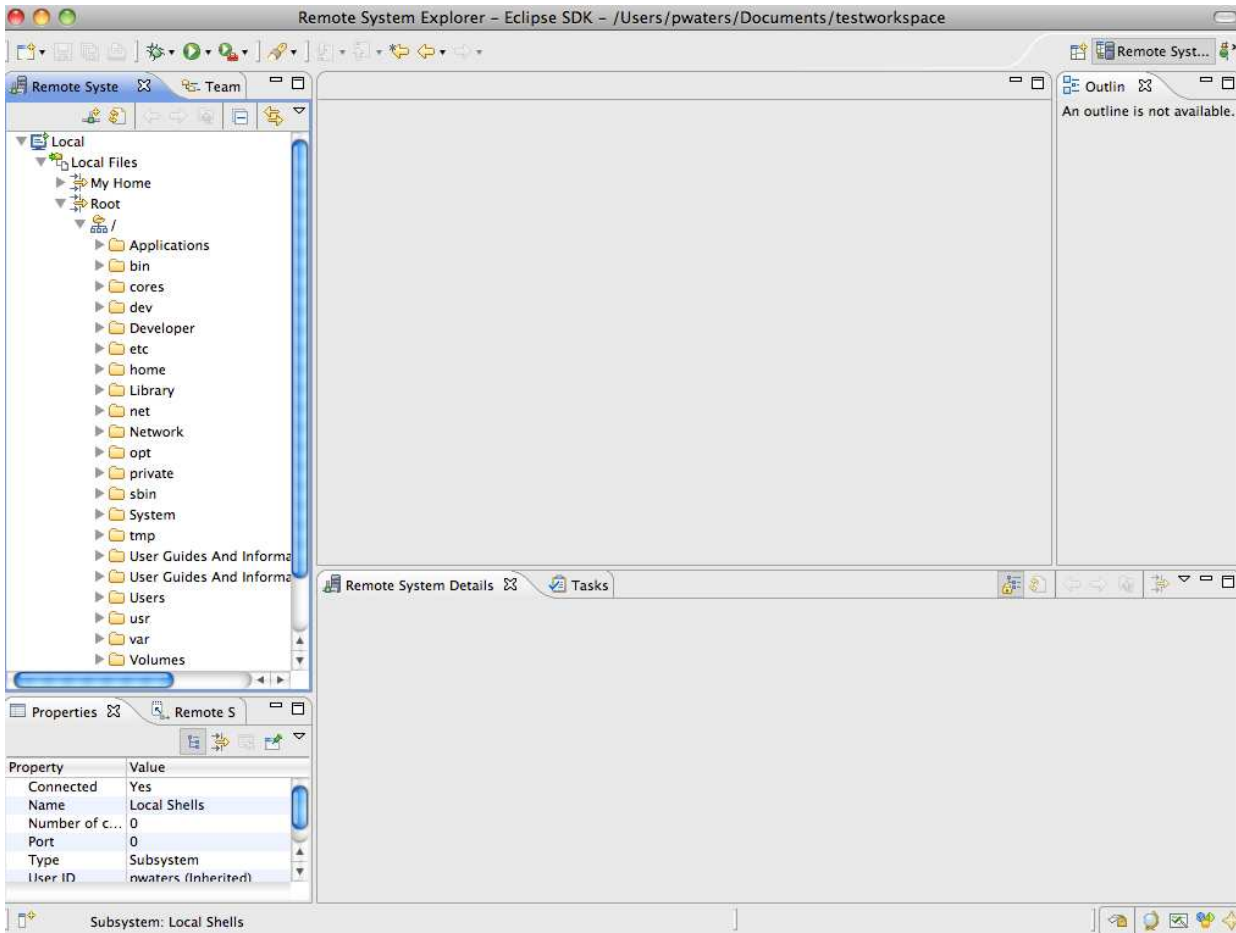 Remote System Explorer – Eclipse SDK – /Users/pwaters/Documents/testworkspace
Remote Syst...
Remote Syste
Team
Outlin
An outline is not available.
Local
Local Files
My Home
Root
/
Applications
bin
cores
dev
Developer
etc
home
Library
net
Network
opt
private
sbin
System
tmp
User Guides And Informa
User Guides And Informa
Users
usr
var
Volumes
Remote System Details
Tasks
Properties
Remote S
Property Value
Connected Yes
Name Local Shells
Number of c... 0
Port 0
Type Subsystem
User ID pwaters (Inherited)
Subsystem: Local Shells